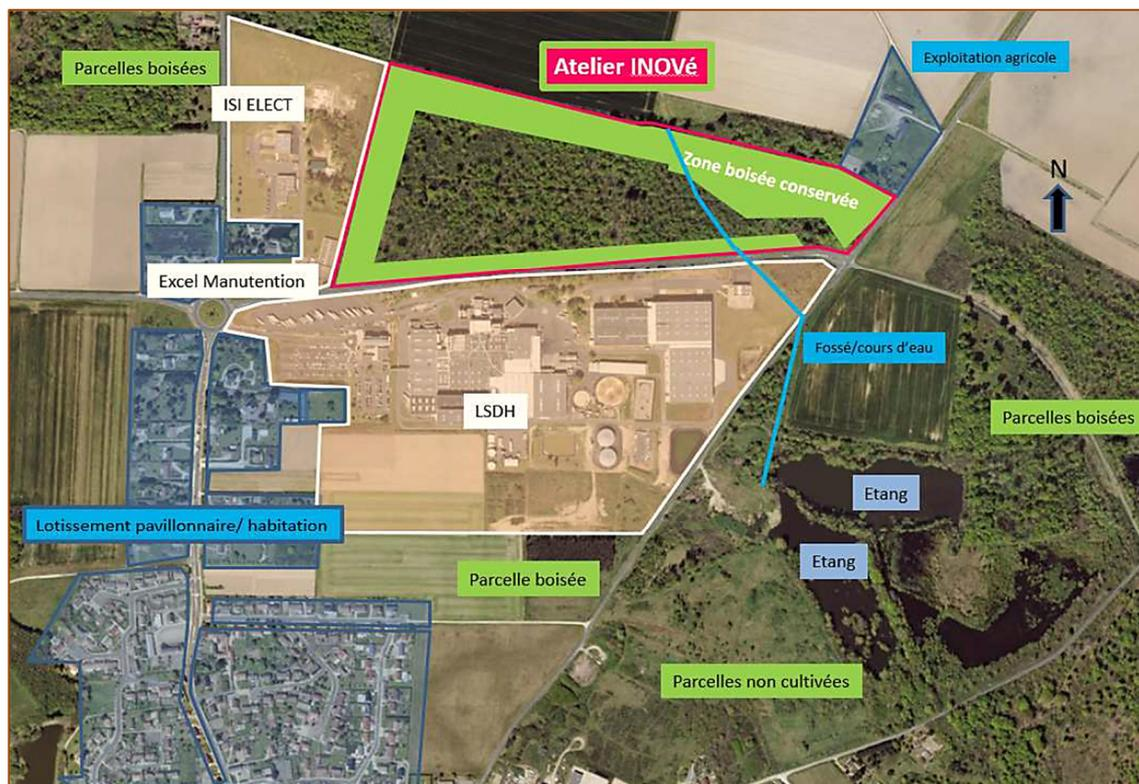 Parcelles boisées
Atelier INOVé
Exploitation agricole
ISI ELECT
Zone boisée conservée
N
Excel Manutention
Fossé/cours d'eau
LSDH
Parcelles boisées
Etang
Lotissement pavillonnaire/ habitation
Etang
Parcelle boisée
Parcelles non cultivées